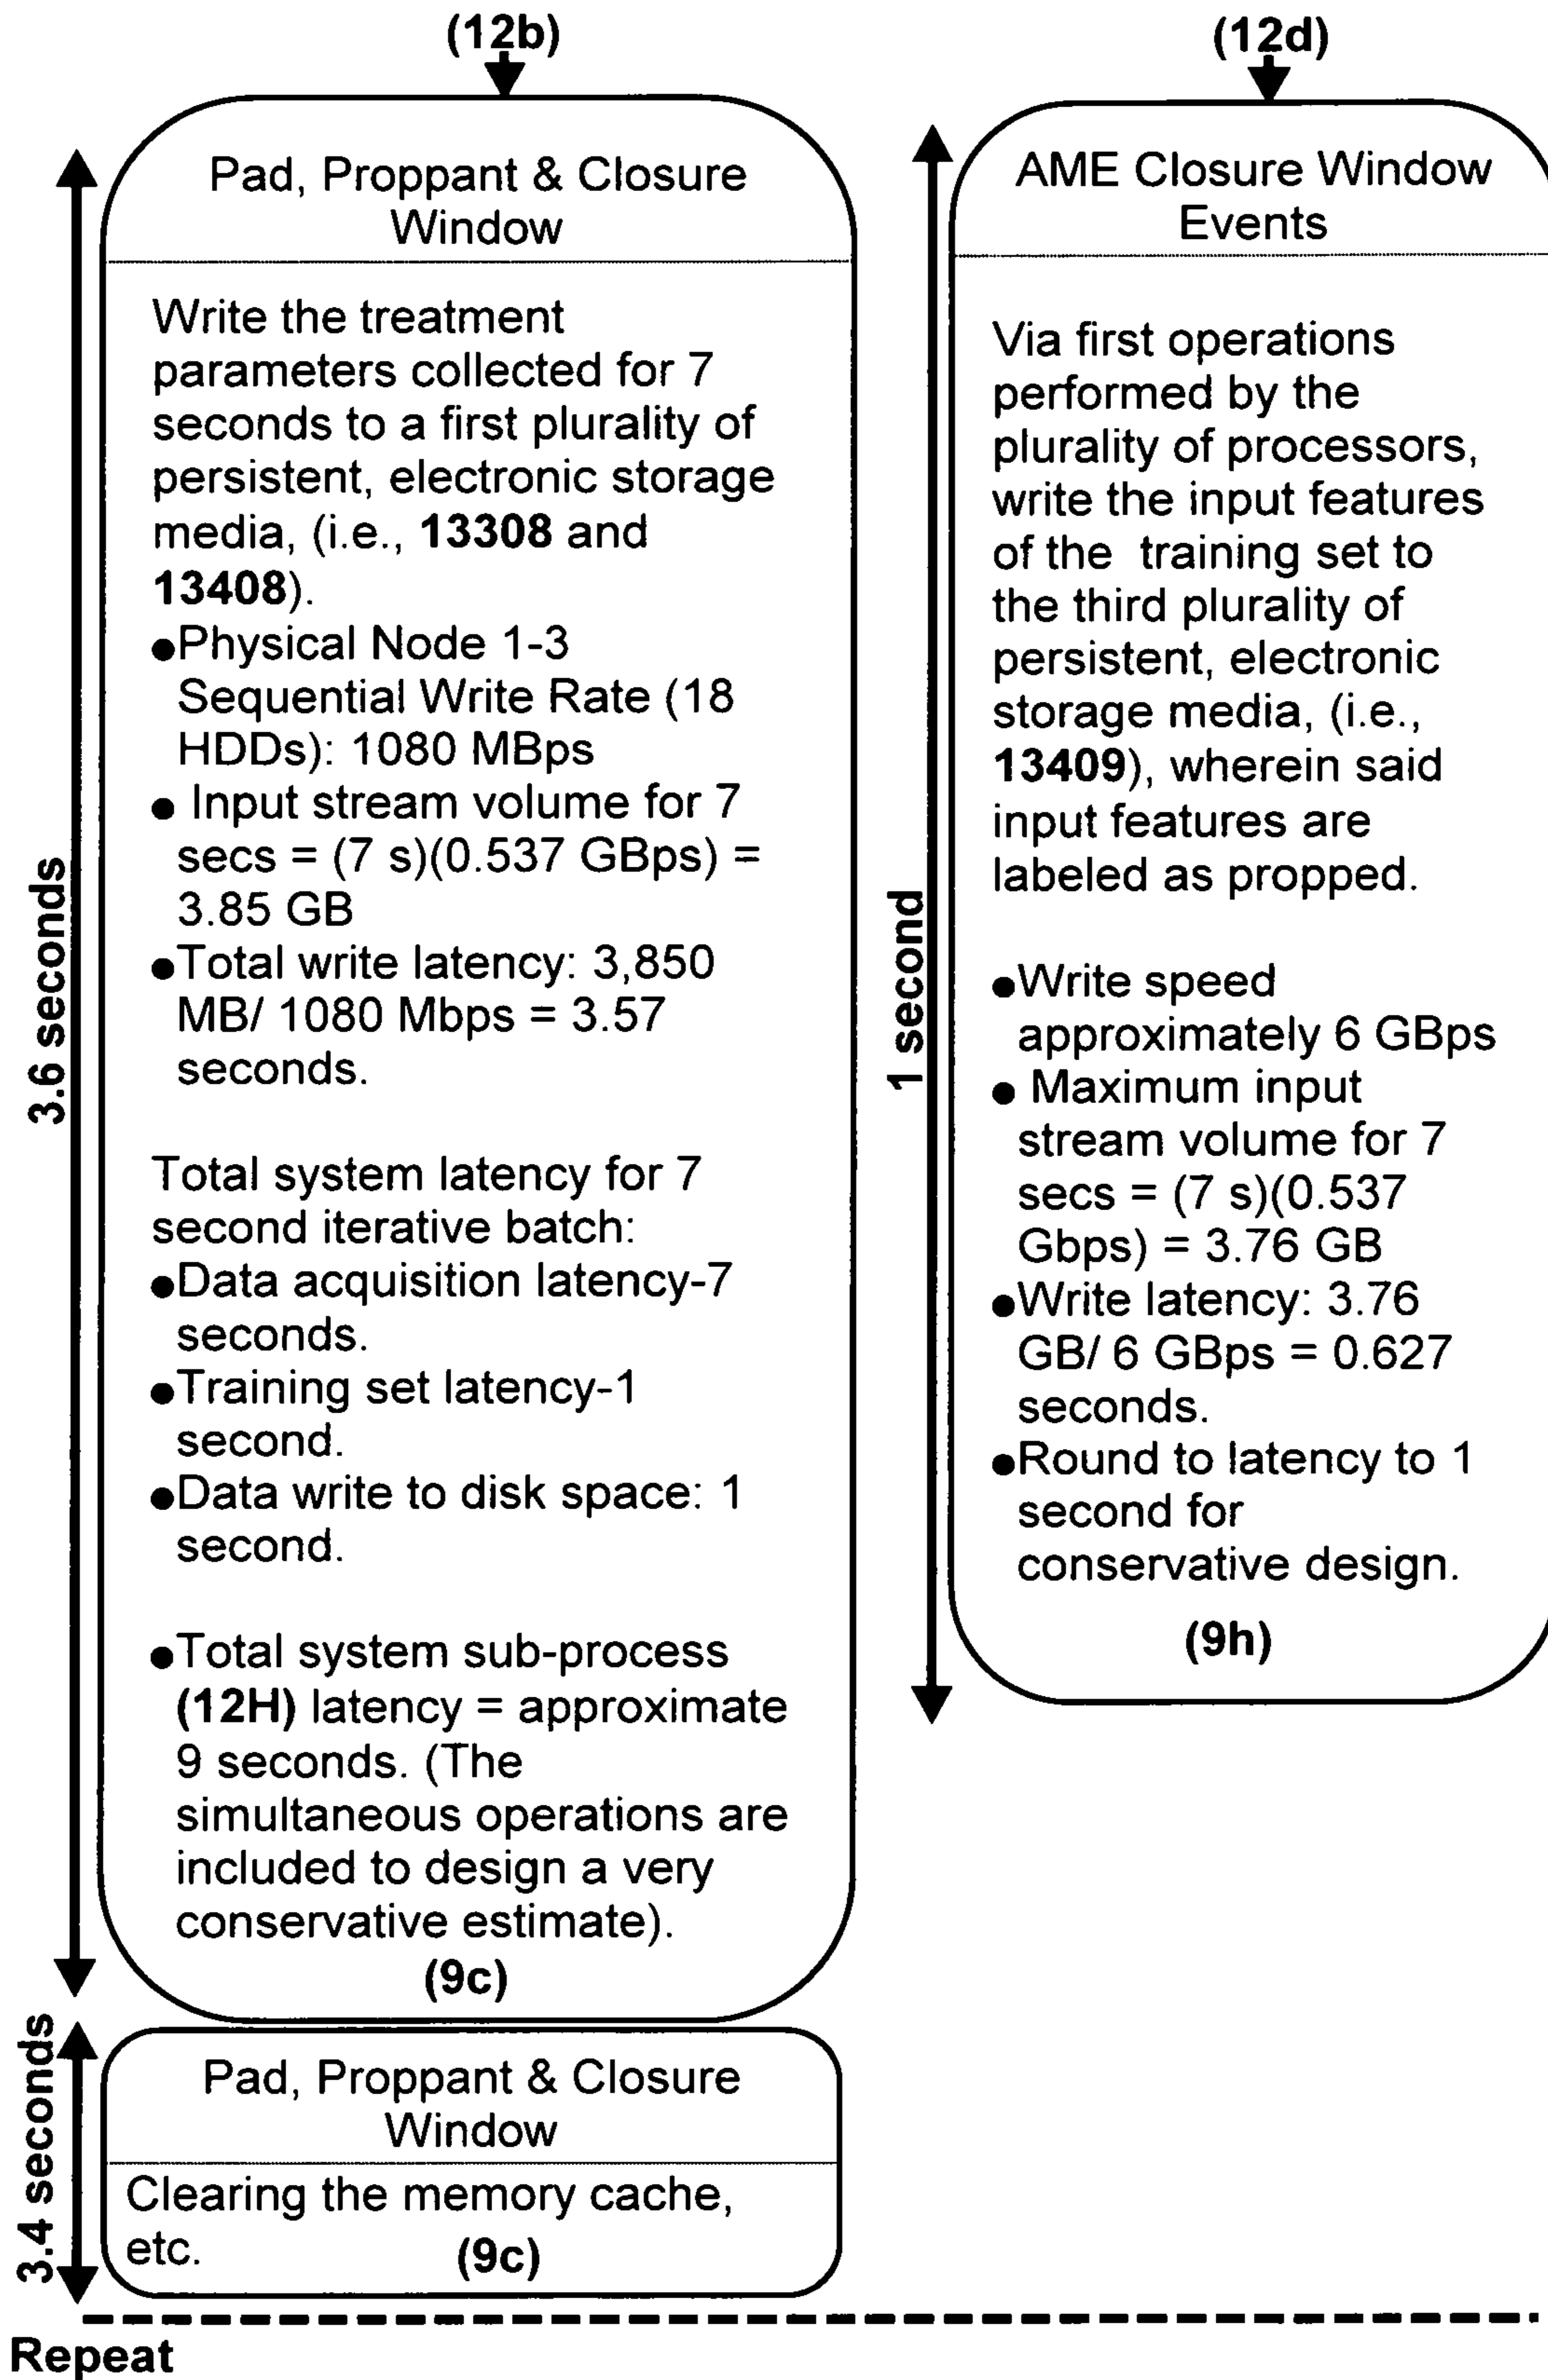 (12b)
Pad, Proppant & Closure
Window
Write the treatment
parameters collected for 7
seconds to a first plurality of
persistent, electronic storage
media, (i.e., 13308 and
13408).
●Physical Node 1-3
Sequential Write Rate (18
HDDs): 1080 MBps
● Input stream volume for 7
secs = (7 s)(0.537 GBps) =
3.85 GB
●Total write latency: 3,850
MB/ 1080 Mbps = 3.57
seconds.
Total system latency for 7
second iterative batch:
●Data acquisition latency-7
seconds.
●Training set latency-1
second.
●Data write to disk space: 1
second.
●Total system sub-process
(12H) latency = approximate
9 seconds. (The
simultaneous operations are
included to design a very
conservative estimate).
(9c)
3.6 seconds
Pad, Proppant & Closure
Window
Clearing the memory cache,
etc. (9c)
3.4 seconds
(12d)
AME Closure Window
Events
Via first operations
performed by the
plurality of processors,
write the input features
of the  training set to
the third plurality of
persistent, electronic
storage media, (i.e.,
13409), wherein said
input features are
labeled as propped.
●Write speed
approximately 6 GBps
● Maximum input
stream volume for 7
secs = (7 s)(0.537
Gbps) = 3.76 GB
●Write latency: 3.76
GB/ 6 GBps = 0.627
seconds.
●Round to latency to 1
second for
conservative design.
(9h)
1 second
Repeat